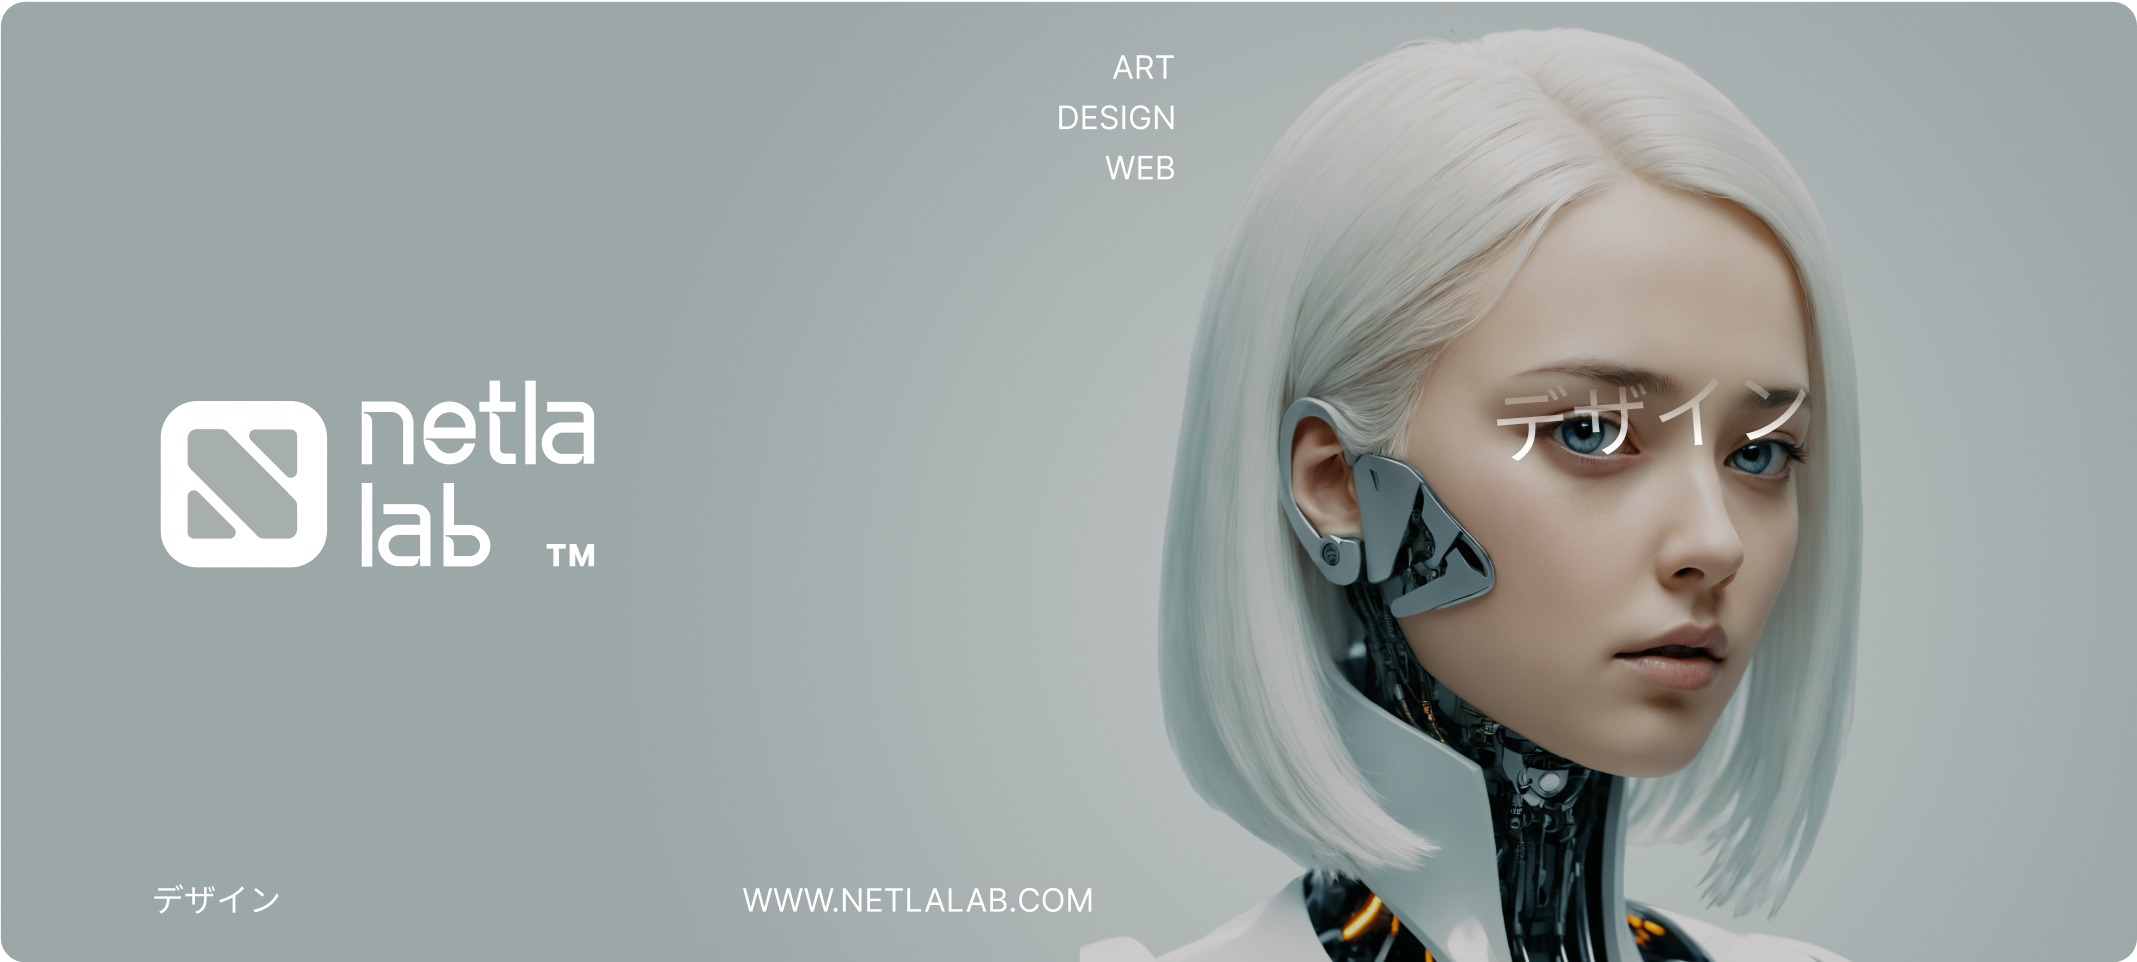 ART
DESIGN
WEB
デザイン
netla
lab ™
デザイン
WWW.NETLALAB.COM